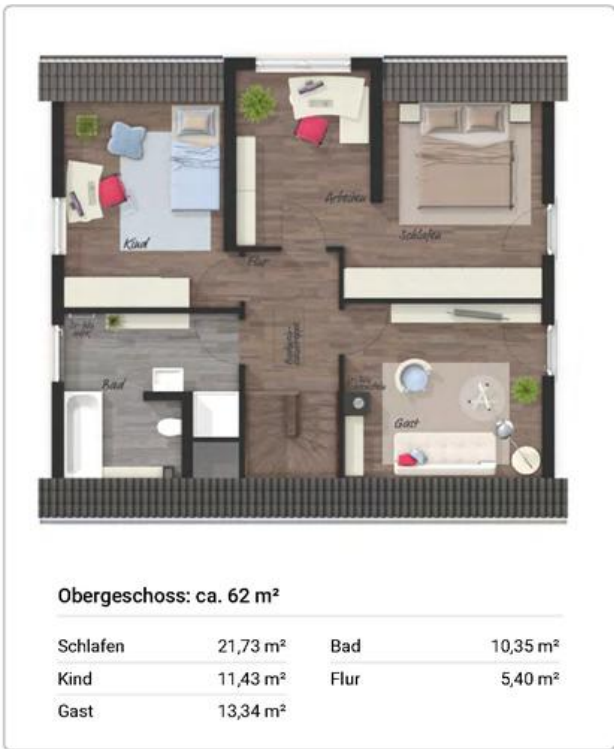 Arbeiten
Schlafen
Kind
Flur
Bad
Gast
Obergeschoss: ca. 62 m²
Schlafen 21,73 m² Bad 10,35 m²
Kind 11,43 m² Flur 5,40 m²
Gast 13,34 m²